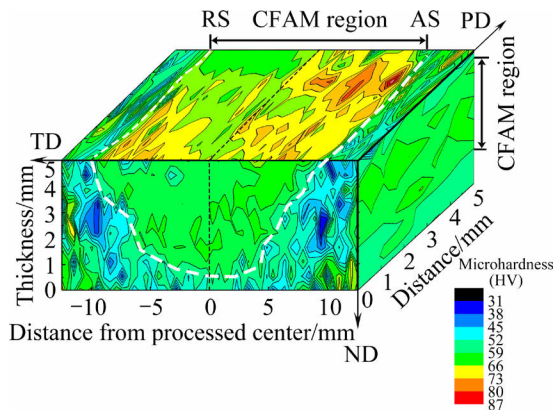 RS CFAM region AS PD
CFAM region
TD
Thickness/mm
5
4
3
2
1
0
−10 −5 0 5 10
Distance from processed center/mm
ND
0 1 2 3 4 5
Distance/mm
Microhardness
(HV)
31
38
45
52
59
66
73
80
87